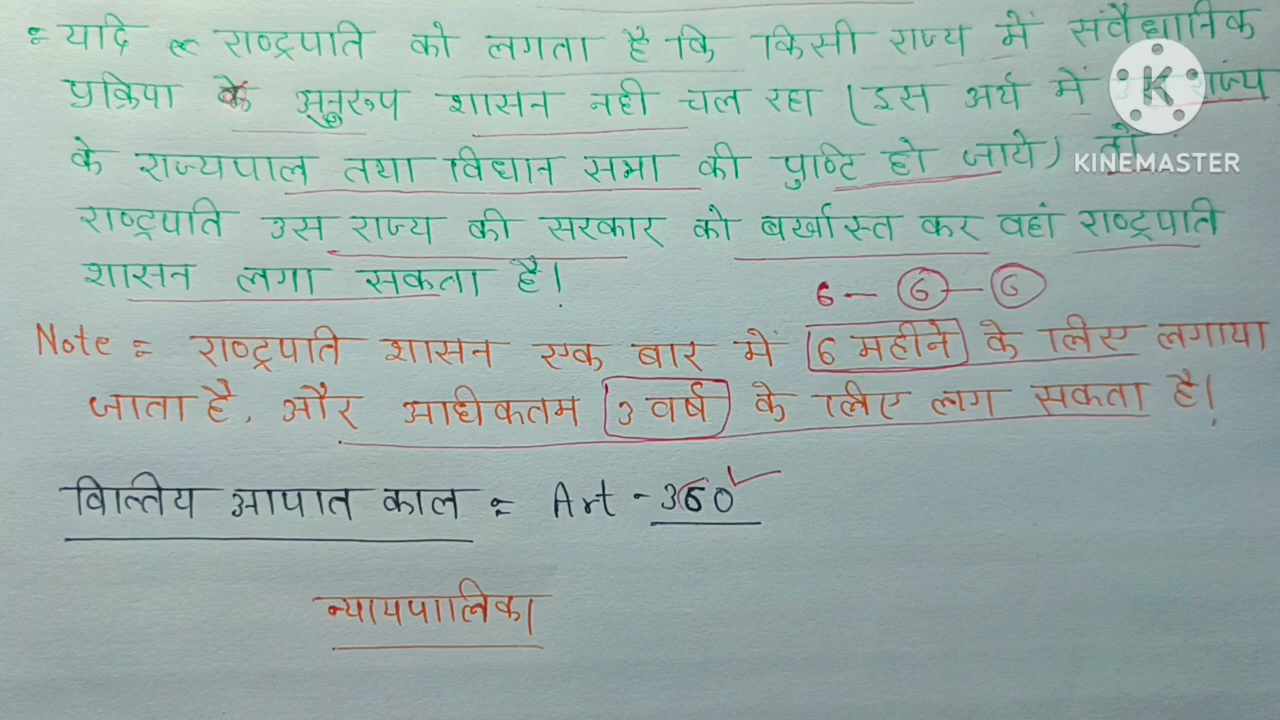 = यादि राष्ट्रपति को लगता है कि किसी राज्य में संवैधानिक
प्रक्रिया के अनुरुप शासन नही चल रहा (इस अर्थ में राज्य
के राज्यपाल तथा विधान सभा की पुष्टि हो जाये) तो
राष्ट्रपति उस राज्य की सरकार को बर्खास्त कर वहां राष्ट्रपति
शासन लगा सकता है।
6 - 6 - 6
Note = राष्ट्रपति शासन एक बार में 6 महीने के लिए लगाया
जाता है, और अधिकतम 3 वर्ष के लिए लग सकता है।
वित्तिय आपात काल = Art - 360
न्यायपालिका
K
KINEMASTER